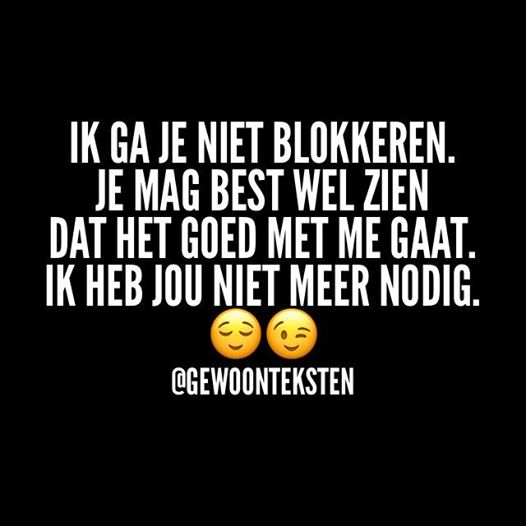 IK GA JE NIET BLOKKEREN.
JE MAG BEST WEL ZIEN
DAT HET GOED MET ME GAAT.
IK HEB JOU NIET MEER NODIG.
😌😉
@GEWOONTEKSTEN